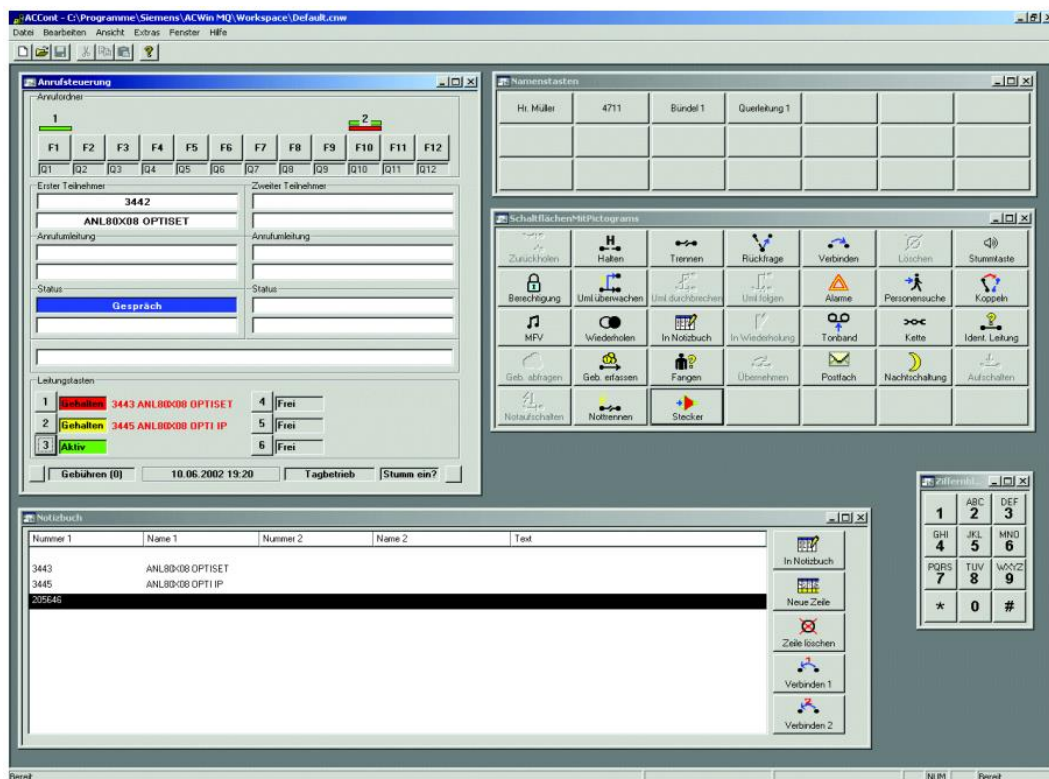 ACCont - C:\Programme\Siemens\ACWin MQ\Workspace\Default.cnw
Datei Bearbeiten Ansicht Extras Fenster Hilfe
Anrufsteuerung
Anrufordner
1 2
F1 F2 F3 F4 F5 F6 F7 F8 F9 F10 F11 F12
Q1 Q2 Q3 Q4 Q5 Q6 Q7 Q8 Q9 Q10 Q11 Q12
Erster Teilnehmer Zweiter Teilnehmer
3442
ANL80X08 OPTISET
Anrufumleitung Anrufumleitung
Status Status
Gespräch
Leitungstasten
1 Gehalten 3443 ANL80X08 OPTISET 4 Frei
2 Gehalten 3445 ANL80X08 OPTI IP 5 Frei
3 Aktiv 6 Frei
Gebühren (0) 10.06.2002 19:20 Tagbetrieb Stumm ein?
Namenstasten
Hr. Müller 4711 Bündel 1 Querleitung 1
SchaltflächenMitPictograms
Zurückholen Halten Trennen Rückfrage Verbinden Löschen Stummtaste
Berechtigung Uml.überwachen Uml durchbrechen Uml folgen Alarme Personensuche Koppeln
MFV Wiederholen In Notizbuch In Wiederholung Tonband Kette Ident. Leitung
Geb. abfragen Geb. erfassen Fangen Übernehmen Postfach Nachtschaltung Aufschalten
Notaufschalten Nottrennen Stecker
Notizbuch
Nummer 1 Name 1 Nummer 2 Name 2 Text
3443 ANL80X08 OPTISET
3445 ANL80X08 OPTI IP
205646
In Notizbuch
Neue Zeile
Zeile löschen
Verbinden 1
Verbinden 2
1 ABC 2 DEF 3
GHI 4 JKL 5 MNO 6
PQRS 7 TUV 8 WXYZ 9
* 0 #
Bereit NUM Bereit